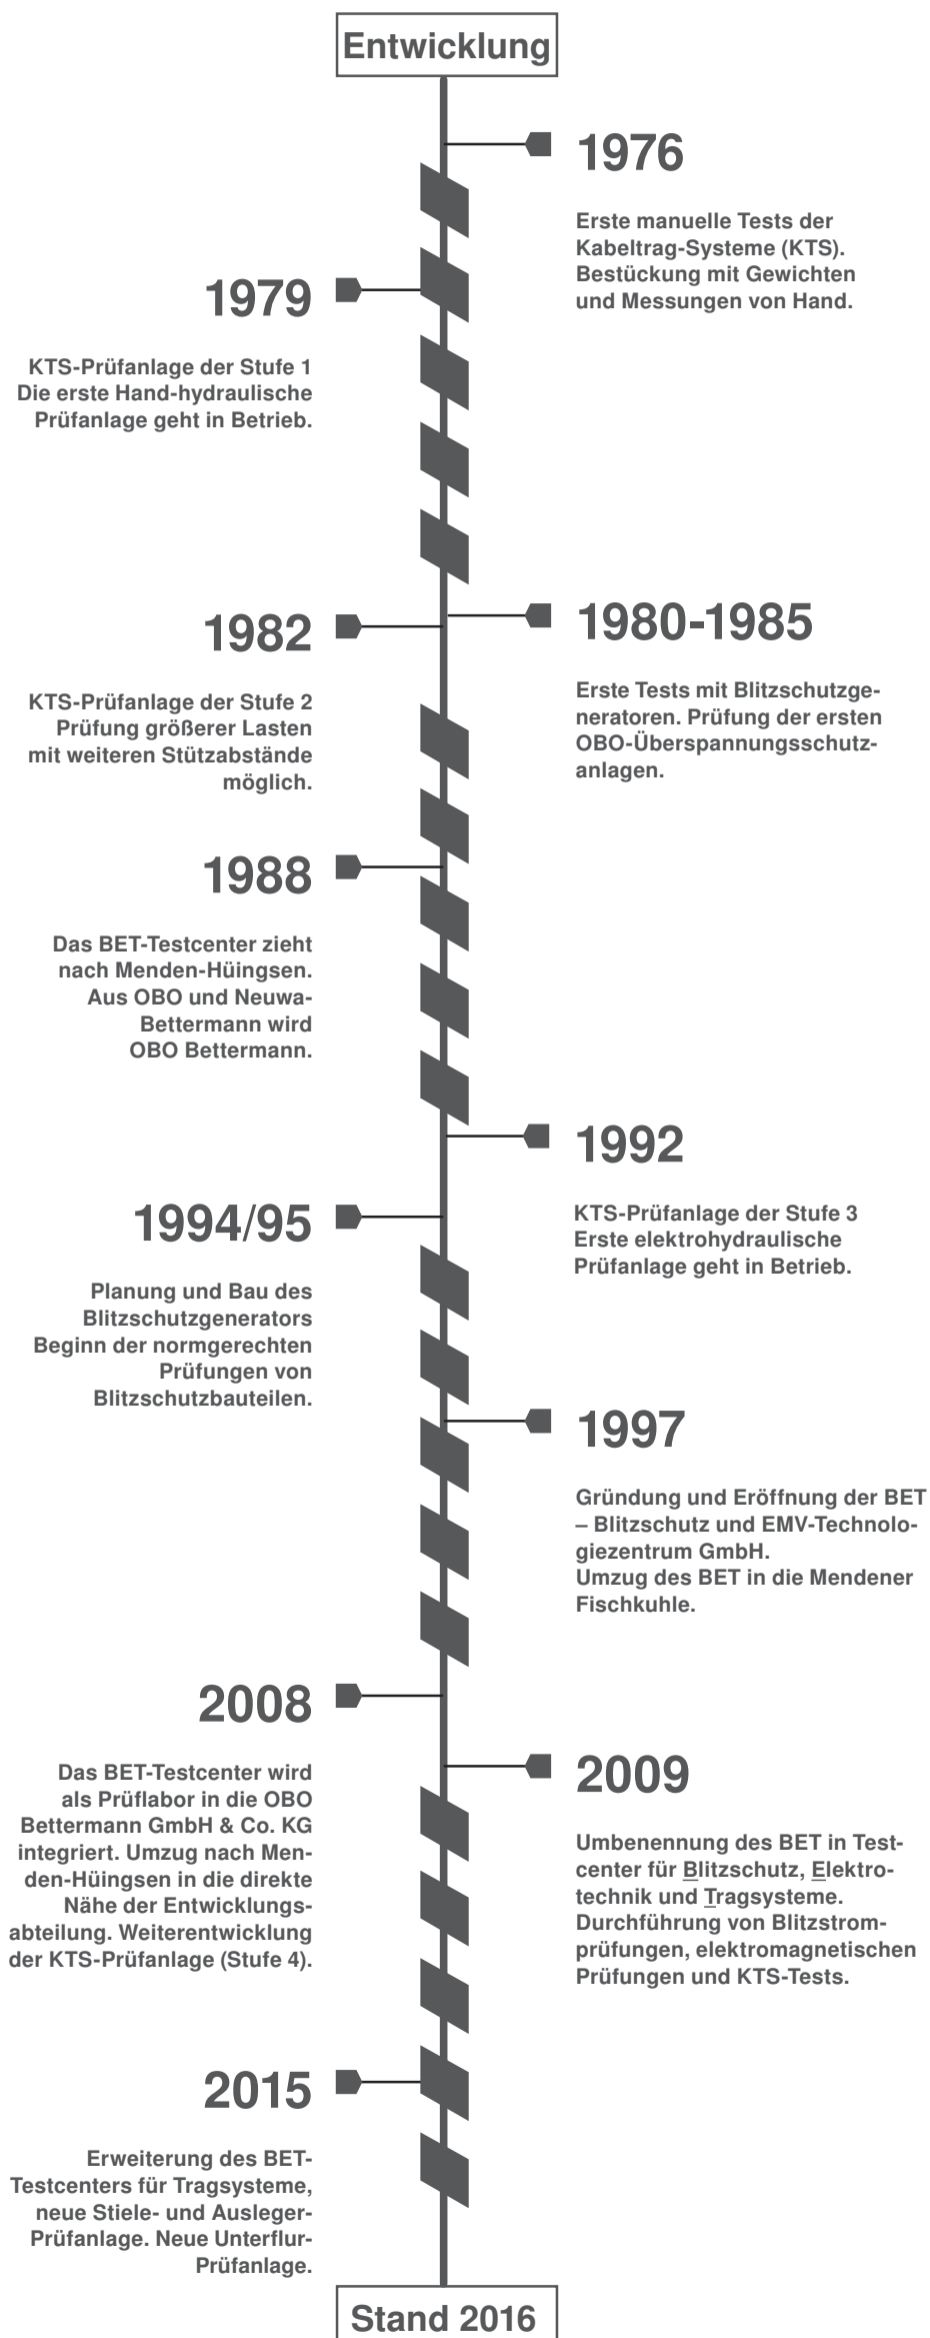 Entwicklung
1976
Erste manuelle Tests der
Kabeltrag-Systeme (KTS).
Bestückung mit Gewichten
und Messungen von Hand.
1979
KTS-Prüfanlage der Stufe 1
Die erste Hand-hydraulische
Prüfanlage geht in Betrieb.
1980-1985
Erste Tests mit Blitzschutzge-
neratoren. Prüfung der ersten
OBO-Überspannungsschutz-
anlagen.
1982
KTS-Prüfanlage der Stufe 2
Prüfung größerer Lasten
mit weiteren Stützabstände
möglich.
1988
Das BET-Testcenter zieht
nach Menden-Hüingsen.
Aus OBO und Neuwa-
Bettermann wird
OBO Bettermann.
1992
KTS-Prüfanlage der Stufe 3
Erste elektrohydraulische
Prüfanlage geht in Betrieb.
1994/95
Planung und Bau des
Blitzschutzgenerators
Beginn der normgerechten
Prüfungen von
Blitzschutzbauteilen.
1997
Gründung und Eröffnung der BET
– Blitzschutz und EMV-Technolo-
giezentrum GmbH.
Umzug des BET in die Mendener
Fischkuhle.
2008
Das BET-Testcenter wird
als Prüflabor in die OBO
Bettermann GmbH & Co. KG
integriert. Umzug nach Men-
den-Hüingsen in die direkte
Nähe der Entwicklungs-
abteilung. Weiterentwicklung
der KTS-Prüfanlage (Stufe 4).
2009
Umbenennung des BET in Test-
center für Blitzschutz, Elektro-
technik und Tragsysteme.
Durchführung von Blitzstrom-
prüfungen, elektromagnetischen
Prüfungen und KTS-Tests.
2015
Erweiterung des BET-
Testcenters für Tragsysteme,
neue Stiele- und Ausleger-
Prüfanlage. Neue Unterflur-
Prüfanlage.
Stand 2016